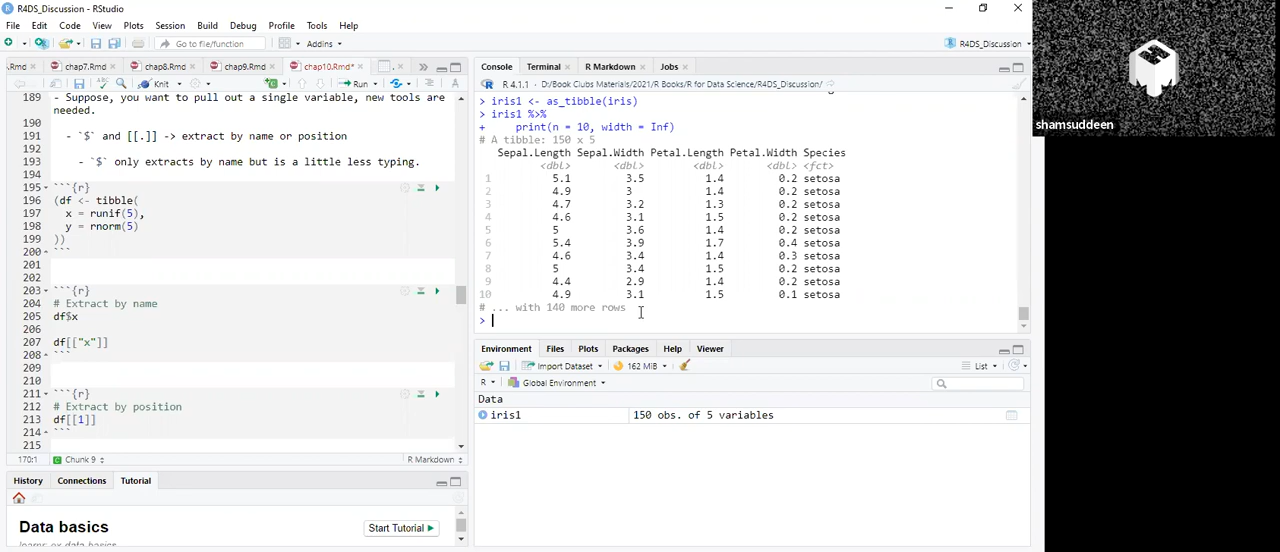 R4DS_Discussion - RStudio
File Edit Code View Plots Session Build Debug Profile Tools Help
Go to file/function
Addins
R4DS_Discussion
.Rmd
chap7.Rmd
chap8.Rmd
chap9.Rmd
chap10.Rmd*
Knit
Run
189 - Suppose, you want to pull out a single variable, new tools are
needed.
190
191 - `$` and [[.]] -> extract by name or position
192
193 - `$` only extracts by name but is a little less typing.
194
195 ```{r}
196 (df <- tibble(
197 x = runif(5),
198 y = rnorm(5)
199 ))
200 ```
201
202
203 ```{r}
204 # Extract by name
205 df$x
206
207 df[["x"]]
208 ```
209
210
211 ```{r}
212 # Extract by position
213 df[[1]]
214 ```
215
170:1 Chunk 9 R Markdown
History Connections Tutorial
Data basics
Start Tutorial
Console Terminal R Markdown Jobs
R 4.1.1 · D:/Book Clubs Materials/2021/R Books/R for Data Science/R4DS_Discussion/
> iris1 <- as_tibble(iris)
> iris1 %>%
+ print(n = 10, width = Inf)
# A tibble: 150 x 5
Sepal.Length Sepal.Width Petal.Length Petal.Width Species
<dbl> <dbl> <dbl> <dbl> <fct>
1 5.1 3.5 1.4 0.2 setosa
2 4.9 3 1.4 0.2 setosa
3 4.7 3.2 1.3 0.2 setosa
4 4.6 3.1 1.5 0.2 setosa
5 5 3.6 1.4 0.2 setosa
6 5.4 3.9 1.7 0.4 setosa
7 4.6 3.4 1.4 0.3 setosa
8 5 3.4 1.5 0.2 setosa
9 4.4 2.9 1.4 0.2 setosa
10 4.9 3.1 1.5 0.1 setosa
# ... with 140 more rows
>
Environment Files Plots Packages Help Viewer
Import Dataset 162 MiB List
R Global Environment
Data
iris1 150 obs. of 5 variables
shamsuddeen